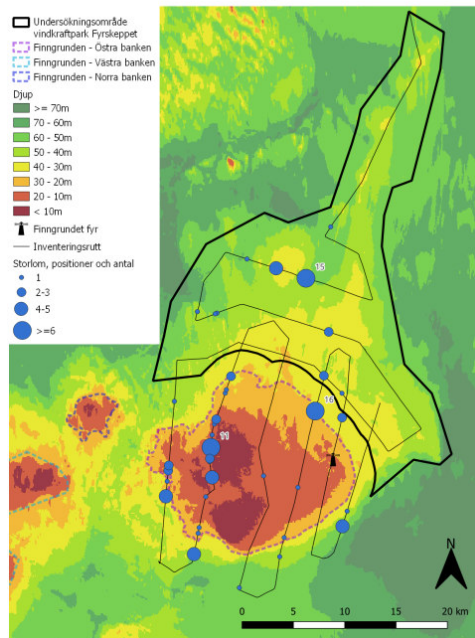 Undersökningsområde
vindkraftpark Fyrskeppet
Finngrunden - Östra banken
Finngrunden - Västra banken
Finngrunden - Norra banken
Djup
>= 70m
70 - 60m
60 - 50m
50 - 40m
40 - 30m
30 - 20m
20 - 10m
< 10m
Finngrundet fyr
Inventeringsrutt
Storlom, positioner och antal
1
2-3
4-5
>=6
15
16
11
N
0 5 10 15 20 km